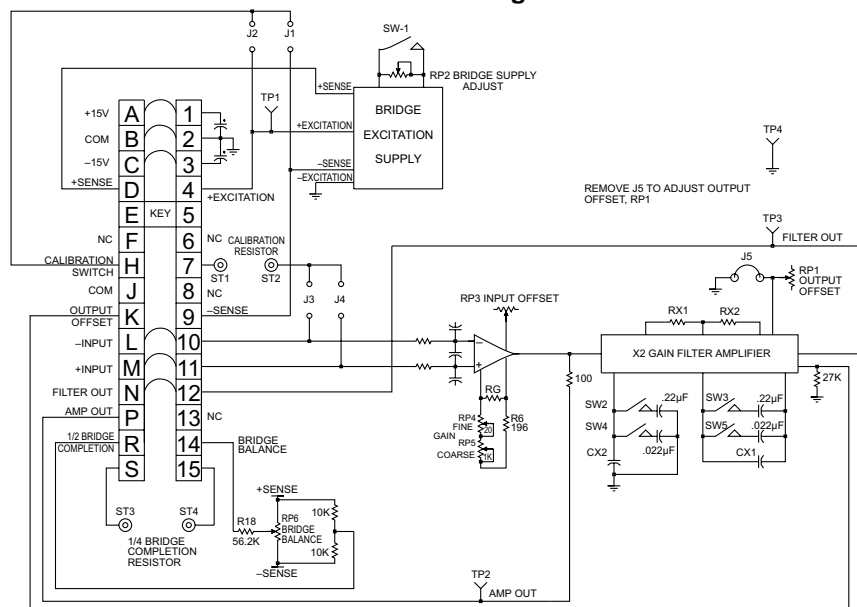 J2
J1
SW-1
RP2 BRIDGE SUPPLY
ADJUST
+SENSE
TP1
BRIDGE
EXCITATION
SUPPLY
+EXCITATION
–SENSE
–EXCITATION
TP4
REMOVE J5 TO ADJUST OUTPUT
OFFSET, RP1
TP3
FILTER OUT
+15V
A
1
COM
B
2
–15V
C
3
+SENSE
D
4
+EXCITATION
E
KEY
5
NC
F
6
NC
CALIBRATION
RESISTOR
CALIBRATION
SWITCH
H
7
ST1
ST2
COM
J
8
NC
OUTPUT
OFFSET
K
9
–SENSE
–INPUT
L
10
+INPUT
M
11
FILTER OUT
N
12
AMP OUT
P
13
NC
1/2 BRIDGE
COMPLETION
R
14
BRIDGE
BALANCE
S
15
J3
J4
RP3 INPUT OFFSET
–
+
RG
RP4
FINE
20
GAIN
RP5
COARSE
1K
R6
196
100
J5
RP1
OUTPUT
OFFSET
RX1
RX2
X2 GAIN FILTER AMPLIFIER
27K
SW2
.22µF
SW4
.022µF
CX2
SW3
.22µF
SW5
.022µF
CX1
ST3
ST4
1/4 BRIDGE
COMPLETION
RESISTOR
R18
56.2K
+SENSE
RP6
BRIDGE
BALANCE
10K
10K
–SENSE
TP2
AMP OUT